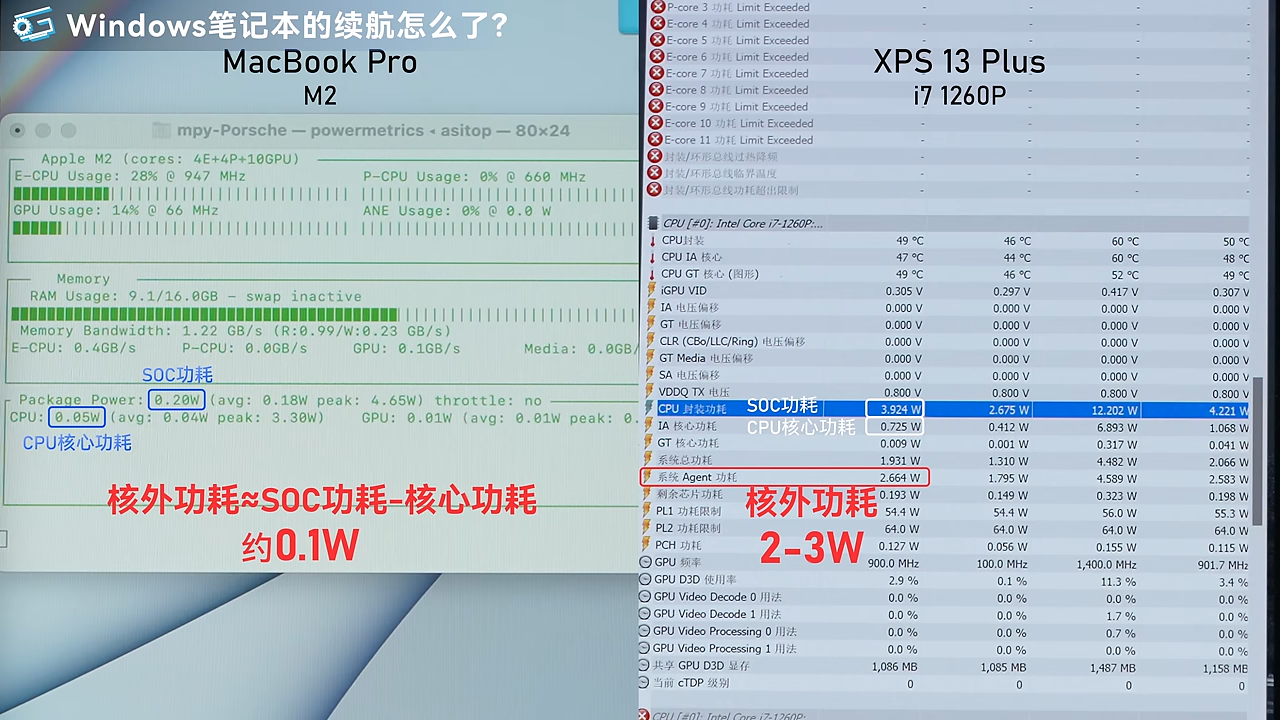 Windows笔记本的续航怎么了?
MacBook Pro
M2
mpy-Porsche — powermetrics ◂ asitop — 80×24
Apple M2 (cores: 4E+4P+10GPU)
E-CPU Usage: 28% @ 947 MHz P-CPU Usage: 0% @ 660 MHz
GPU Usage: 14% @ 66 MHz ANE Usage: 0% @ 0.0 W
Memory
RAM Usage: 9.1/16.0GB - swap inactive
Memory Bandwidth: 1.22 GB/s (R:0.99/W:0.23 GB/s)
E-CPU: 0.4GB/s P-CPU: 0.0GB/s GPU: 0.1GB/s Media: 0.0GB/
SOC功耗
Package Power: 0.20W (avg: 0.18W peak: 4.65W) throttle: no
CPU: 0.05W (avg: 0.04W peak: 3.30W) GPU: 0.01W (avg: 0.01W peak: 0.
CPU核心功耗
核外功耗≈SOC功耗-核心功耗
约0.1W
XPS 13 Plus
i7 1260P
P-core 3 功耗 Limit Exceeded - - - -
E-core 4 功耗 Limit Exceeded - - - -
E-core 5 功耗 Limit Exceeded - - - -
E-core 6 功耗 Limit Exceeded - - - -
E-core 7 功耗 Limit Exceeded - - - -
E-core 8 功耗 Limit Exceeded - - - -
E-core 9 功耗 Limit Exceeded - - - -
E-core 10 功耗 Limit Exceeded - - - -
E-core 11 功耗 Limit Exceeded - - - -
封装/环形总线过热降频 - - - -
封装/环形总线临界温度 - - - -
封装/环形总线功耗超出限制 - - - -
CPU [#0]: Intel Core i7-1260P:...
CPU封装 49 °C 46 °C 60 °C 50 °C
CPU IA 核心 47 °C 44 °C 60 °C 48 °C
CPU GT 核心 (图形) 49 °C 46 °C 52 °C 49 °C
iGPU VID 0.305 V 0.297 V 0.417 V 0.307 V
IA 电压偏移 0.000 V 0.000 V 0.000 V 0.000 V
GT 电压偏移 0.000 V 0.000 V 0.000 V 0.000 V
CLR (CBo/LLC/Ring) 电压偏移 0.000 V 0.000 V 0.000 V 0.000 V
GT Media 电压偏移 0.000 V 0.000 V 0.000 V 0.000 V
SA 电压偏移 0.000 V 0.000 V 0.000 V 0.000 V
VDDQ TX 电压 0.800 V 0.800 V 0.800 V 0.800 V
CPU 封装功耗 SOC功耗 3.924 W 2.675 W 12.202 W 4.221 W
IA 核心功耗 CPU核心功耗 0.725 W 0.412 W 6.893 W 1.068 W
GT 核心功耗 0.009 W 0.001 W 0.317 W 0.041 W
系统总功耗 1.931 W 1.310 W 4.482 W 2.066 W
系统 Agent 功耗 2.664 W 1.795 W 4.589 W 2.583 W
剩余芯片功耗 0.193 W 0.149 W 0.323 W 0.198 W
PL1 功耗限制 54.4 W 54.4 W 56.0 W 55.3 W
PL2 功耗限制 64.0 W 64.0 W 64.0 W 64.0 W
PCH 功耗 0.127 W 0.056 W 0.155 W 0.115 W
核外功耗
2-3W
GPU 频率 900.0 MHz 100.0 MHz 1,400.0 MHz 901.7 MHz
GPU D3D 使用率 2.9 % 0.1 % 11.3 % 3.4 %
GPU Video Decode 0 用法 0.0 % 0.0 % 0.0 % 0.0 %
GPU Video Decode 1 用法 0.0 % 0.0 % 1.7 % 0.0 %
GPU Video Processing 0 用法 0.0 % 0.0 % 0.7 % 0.0 %
GPU Video Processing 1 用法 0.0 % 0.0 % 0.0 % 0.0 %
共享 GPU D3D 显存 1,086 MB 1,085 MB 1,487 MB 1,158 MB
当前 cTDP 级别 0 0 0 0
CPU [#0]: Intel Core i7-1260P: